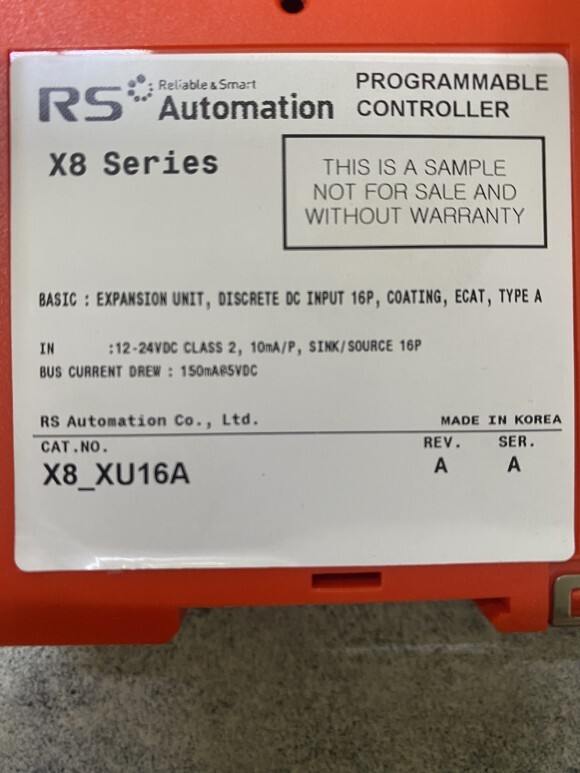 RS Reliable & Smart Automation
PROGRAMMABLE CONTROLLER
X8 Series
THIS IS A SAMPLE
NOT FOR SALE AND
WITHOUT WARRANTY
BASIC : EXPANSION UNIT, DISCRETE DC INPUT 16P, COATING, ECAT, TYPE A
IN :12-24VDC CLASS 2, 10mA/P, SINK/SOURCE 16P
BUS CURRENT DREW : 150mA@5VDC
RS Automation Co., Ltd. MADE IN KOREA
CAT.NO. REV. SER.
X8_XU16A A A